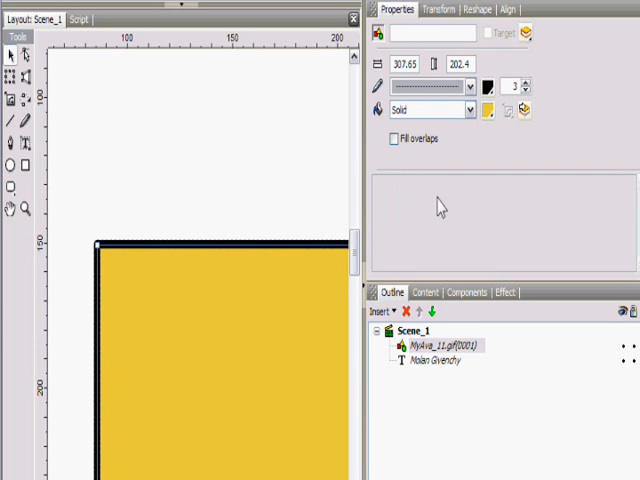 Layout: Scene_1 Script
Tools
100 150 200
100
150
200
Properties Transform Reshape Align
Target
307.65 202.4
3
Solid
Fill overlaps
Outline Content Components Effect
Insert
Scene_1
MyAva_11.gif(0001)
T Molan Givenchy